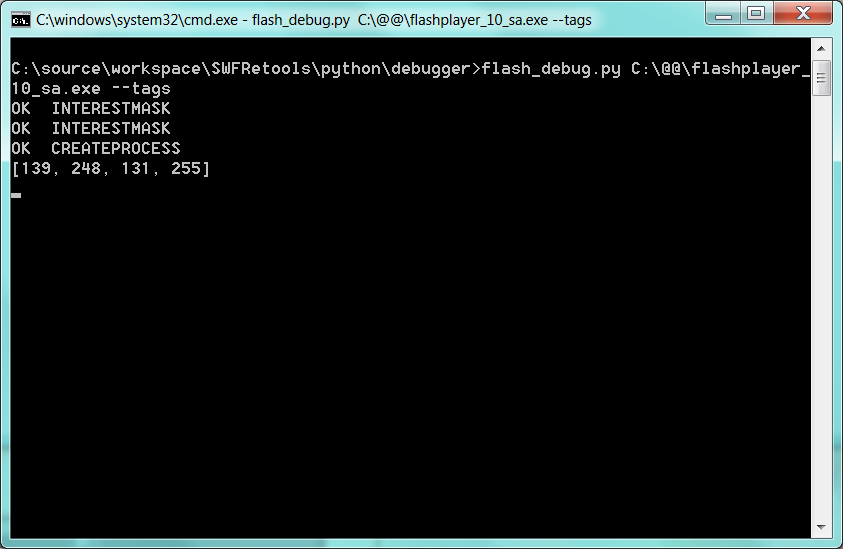 C:\windows\system32\cmd.exe - flash_debug.py  C:\@@\flashplayer_10_sa.exe --tags
C:\source\workspace\SWFRetools\python\debugger>flash_debug.py C:\@@\flashplayer_
10_sa.exe --tags
OK  INTERESTMASK
OK  INTERESTMASK
OK  CREATEPROCESS
[139, 248, 131, 255]